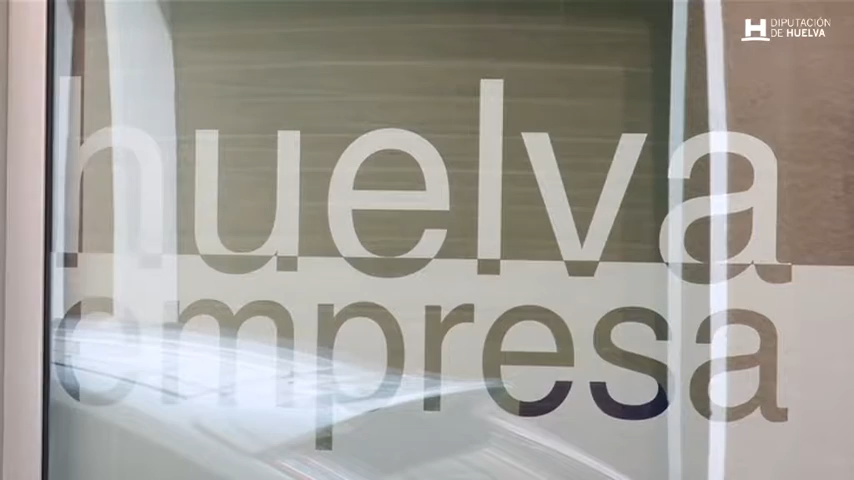 DIPUTACIÓN
DE HUELVA
huelva
empresa